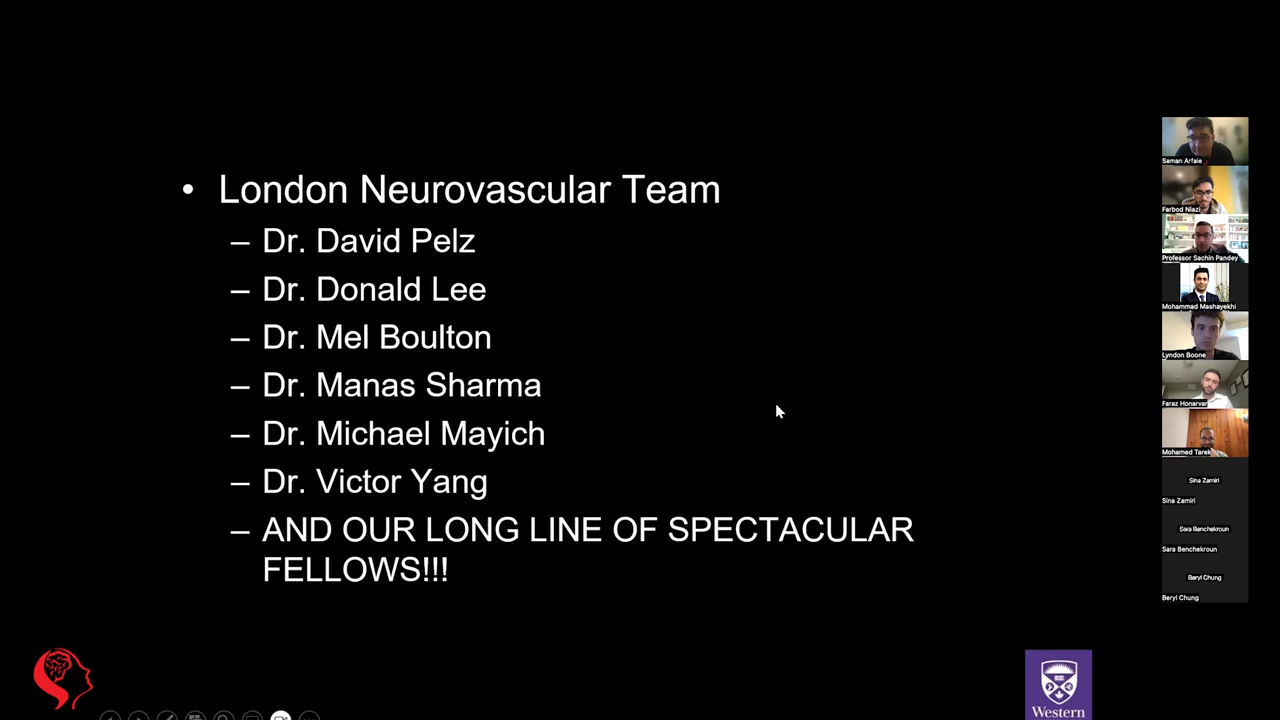 • London Neurovascular Team
– Dr. David Pelz
– Dr. Donald Lee
– Dr. Mel Boulton
– Dr. Manas Sharma
– Dr. Michael Mayich
– Dr. Victor Yang
– AND OUR LONG LINE OF SPECTACULAR
FELLOWS!!!
Saman Arfaie
Farbod Niazi
Professor Sachin Pandey
Mohammad Mashayekhi
Lyndon Boone
Faraz Honarvar
Mohamed Tarek
Sina Zamiri
Sina Zamiri
Sara Benchekroun
Sara Benchekroun
Beryl Chung
Beryl Chung
Western